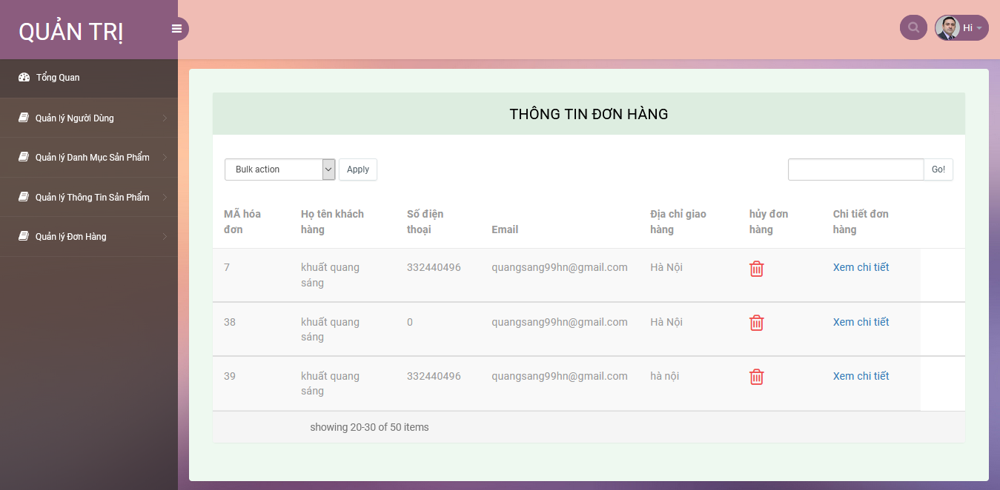 QUẢN TRỊ
Hi
Tổng Quan
Quản lý Người Dùng
Quản lý Danh Mục Sản Phẩm
Quản lý Thông Tin Sản Phẩm
Quản lý Đơn Hàng
THÔNG TIN ĐƠN HÀNG
Bulk action Apply Go!
MÃ hóa đơn Họ tên khách hàng Số điện thoại Email Địa chỉ giao hàng hủy đơn hàng Chi tiết đơn hàng
7 khuất quang sáng 332440496 quangsang99hn@gmail.com Hà Nội Xem chi tiết
38 khuất quang sáng 0 quangsang99hn@gmail.com Hà Nội Xem chi tiết
39 khuất quang sáng 332440496 quangsang99hn@gmail.com hà nội Xem chi tiết
showing 20-30 of 50 items